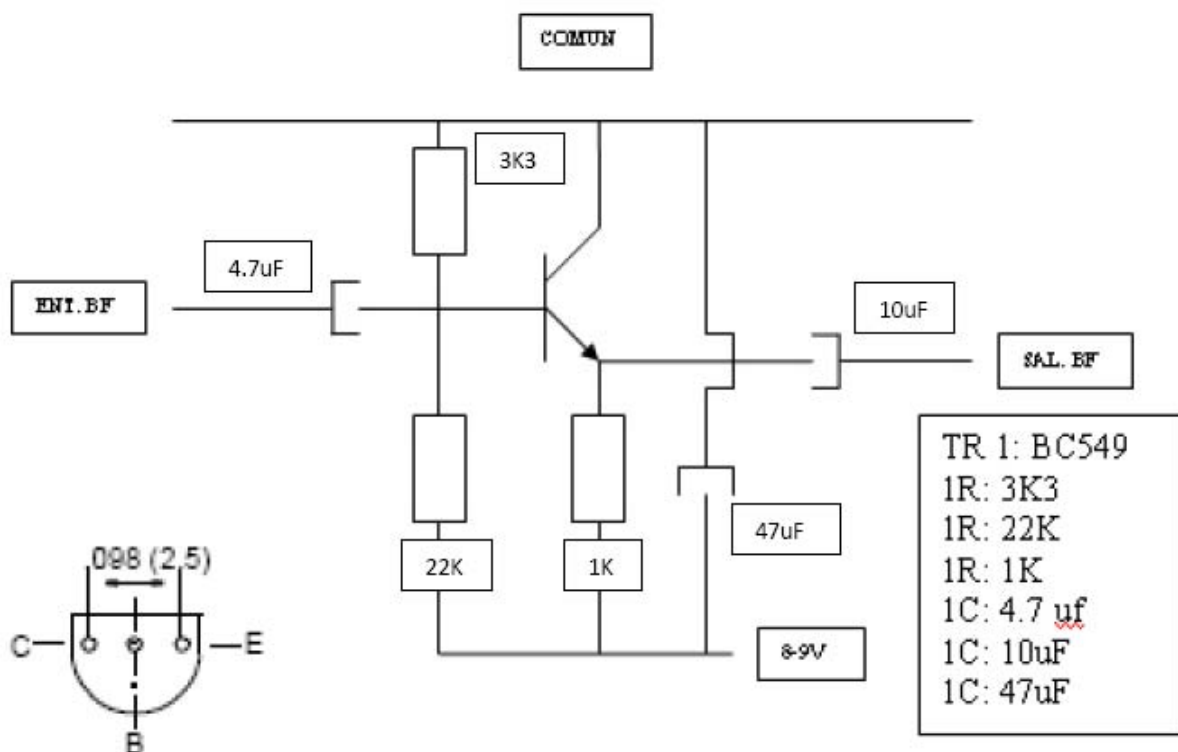 COMUN
3K3
4.7uF
ENT.BF
10uF
SAL.BF
TR 1: BC549
1R: 3K3
1R: 22K
1R: 1K
1C: 4.7 uf
1C: 10uF
1C: 47uF
47uF
22K
1K
8-9V
.098 (2,5)
C
E
B